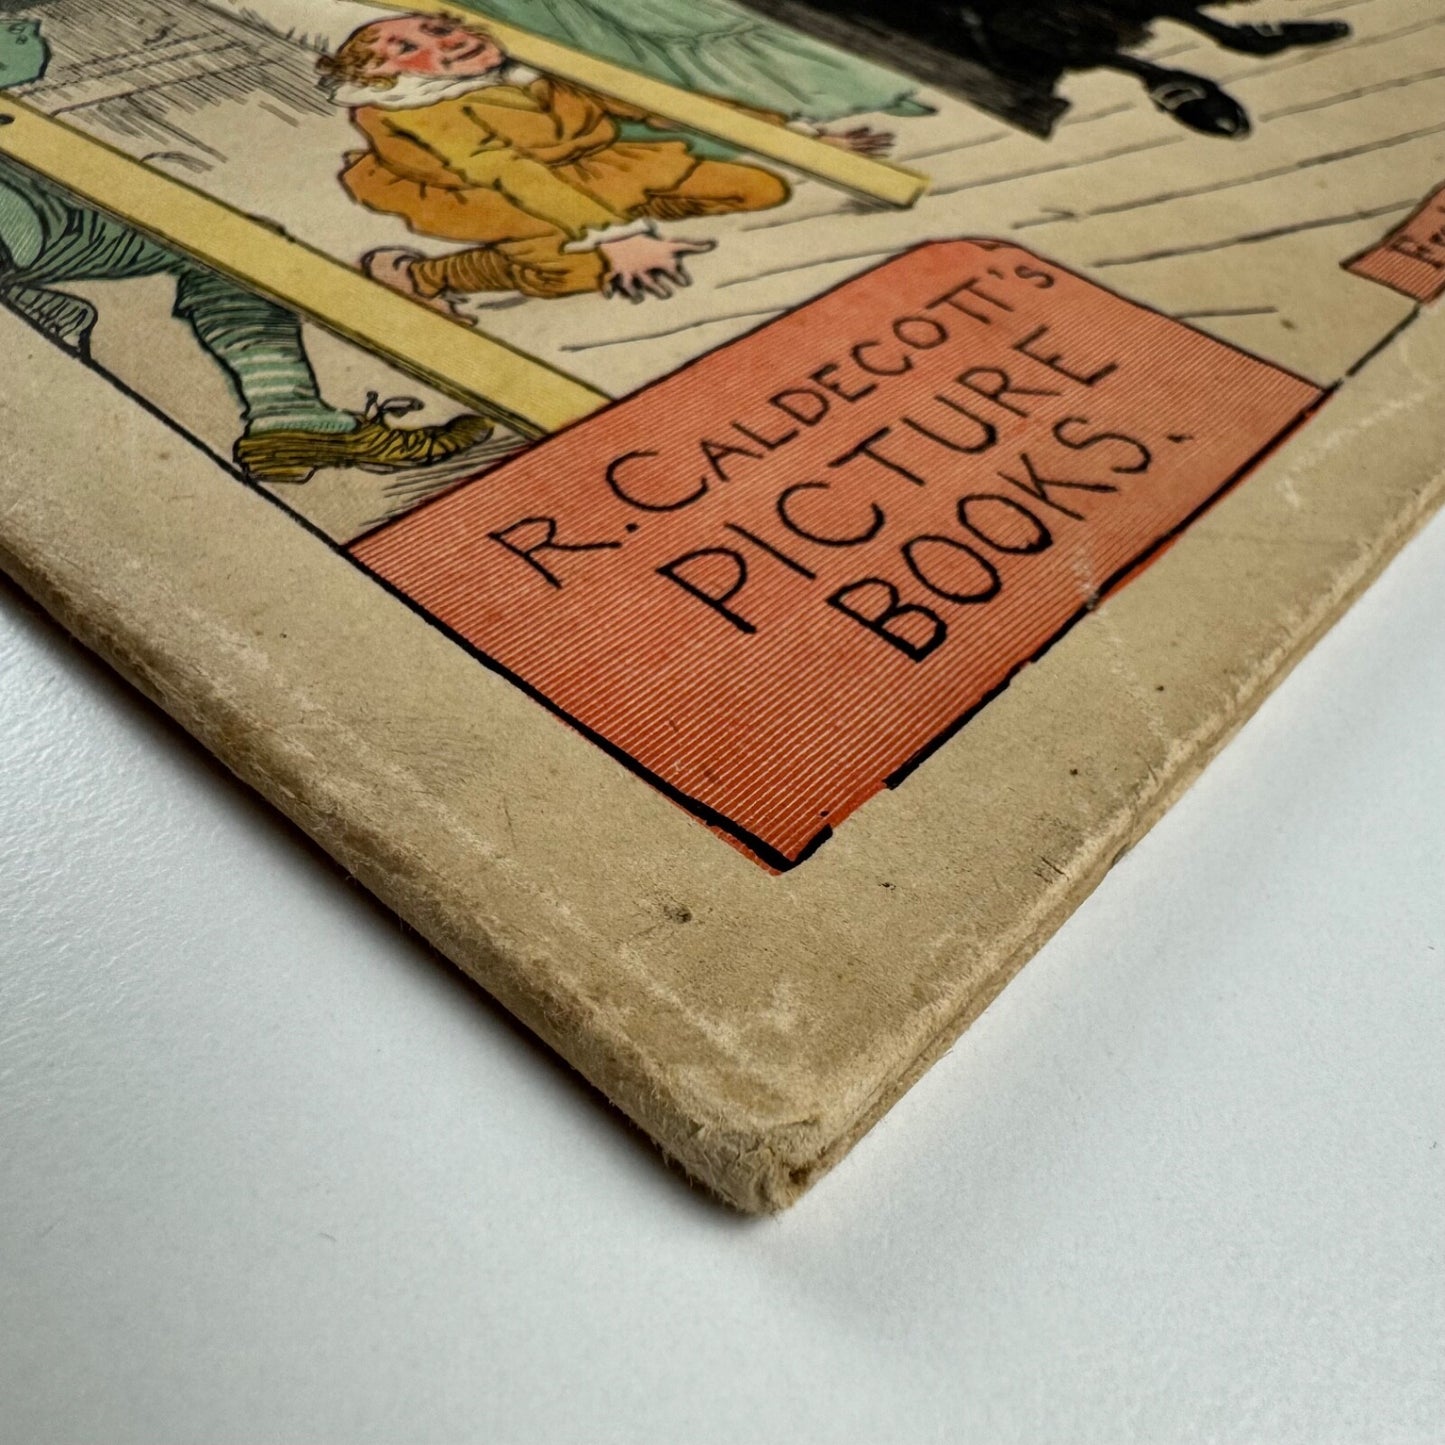 R. CALDECOTT's
PICTURE
BOOKS.